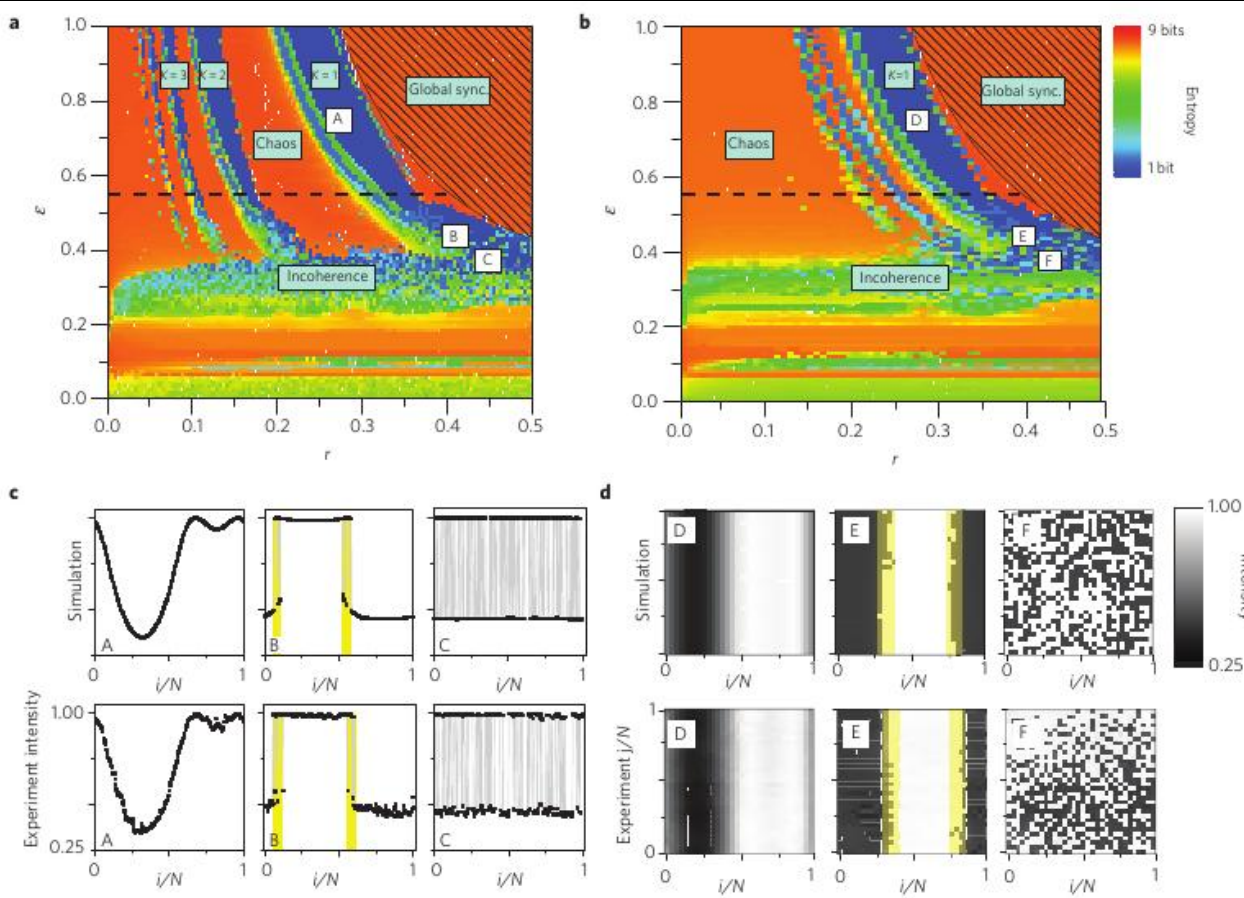 a
1.0
0.8
0.6
0.4
0.2
0.0
ε
0.0 0.1 0.2 0.3 0.4 0.5
r
K = 3
K = 2
K = 1
Global sync.
A
Chaos
B
C
Incoherence
b
1.0
0.8
0.6
0.4
0.2
0.0
ε
0.0 0.1 0.2 0.3 0.4 0.5
r
K=1
Global sync.
D
Chaos
E
F
Incoherence
9 bits
Entropy
1 bit
c
Simulation
A B C
0 1 0 1 0 1
i/N i/N i/N
Experiment intensity
1.00
0.25
A B C
0 1 0 1 0 1
i/N i/N i/N
d
Simulation
D E F
0 1 0 1 0 1
i/N i/N i/N
1.00
0.25
Experiment j/N
1
0
D E F
0 1 0 1 0 1
i/N i/N i/N